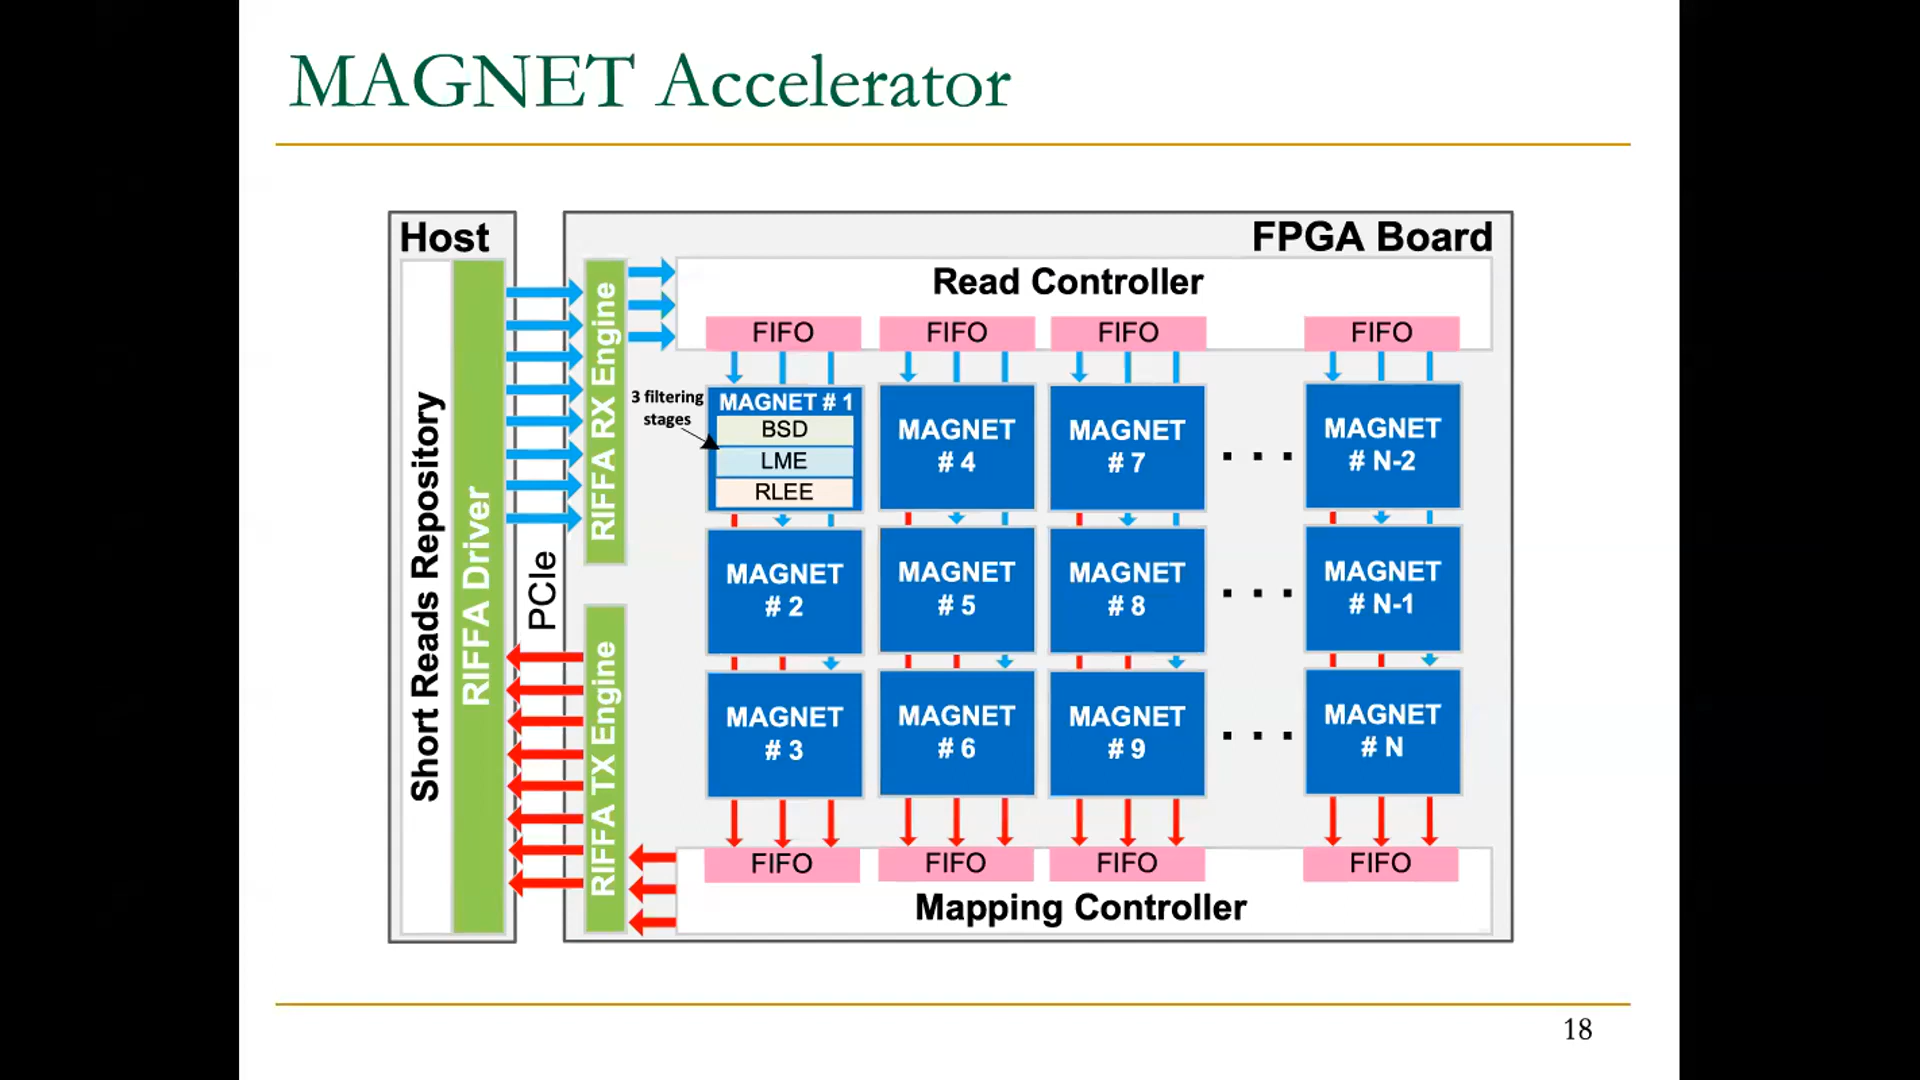 MAGNET Accelerator
Host
Short Reads Repository
RIFFA Driver
PCIe
FPGA Board
RIFFA RX Engine
RIFFA TX Engine
Read Controller
FIFO
FIFO
FIFO
FIFO
3 filtering
stages
MAGNET # 1
BSD
LME
RLEE
MAGNET
# 4
MAGNET
# 7
. . .
MAGNET
# N-2
MAGNET
# 2
MAGNET
# 5
MAGNET
# 8
. . .
MAGNET
# N-1
MAGNET
# 3
MAGNET
# 6
MAGNET
# 9
. . .
MAGNET
# N
FIFO
FIFO
FIFO
FIFO
Mapping Controller
18